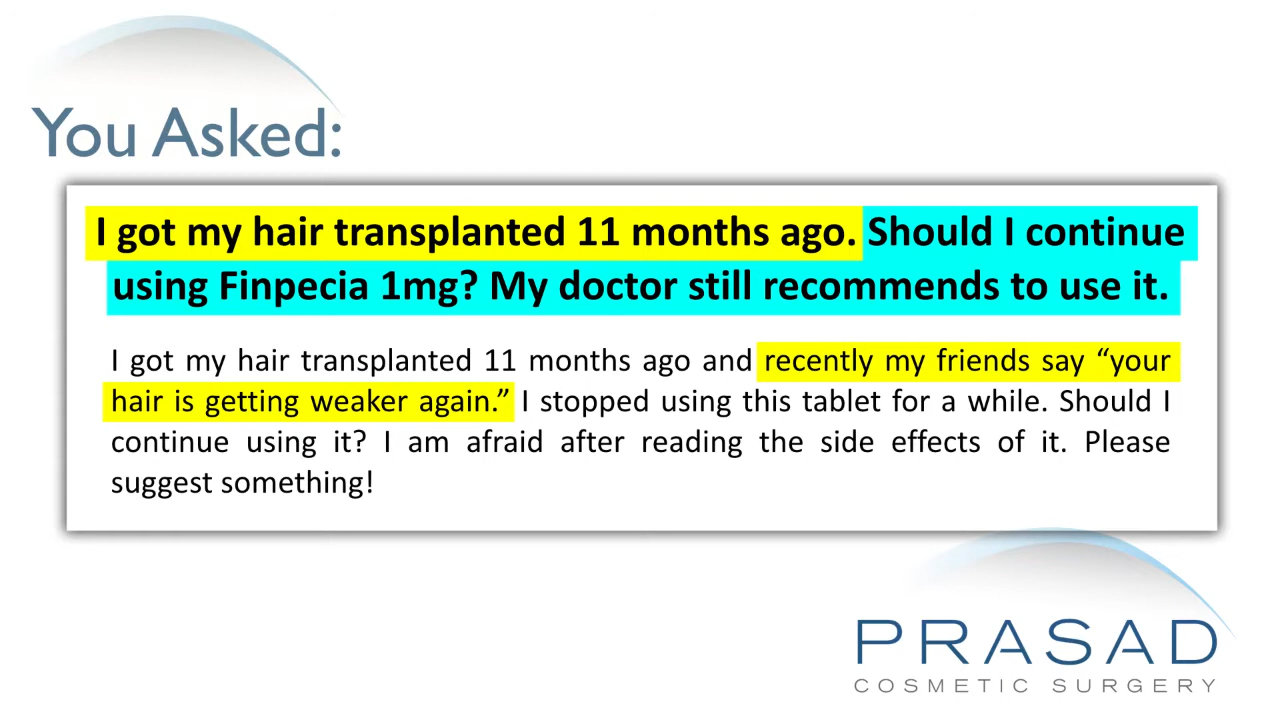 You Asked:
I got my hair transplanted 11 months ago. Should I continue
using Finpecia 1mg? My doctor still recommends to use it.
I got my hair transplanted 11 months ago and recently my friends say “your
hair is getting weaker again.” I stopped using this tablet for a while. Should I
continue using it? I am afraid after reading the side effects of it. Please
suggest something!
PRASAD
COSMETIC SURGERY